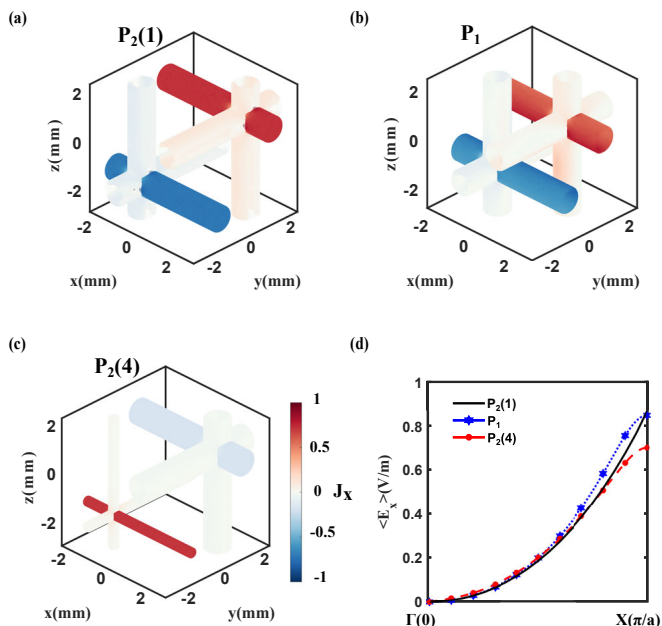 (a)
P₂(1)
2
0
-2
z(mm)
-2
0
2
x(mm)
-2
0
2
y(mm)
(b)
P₁
2
0
-2
z(mm)
-2
0
2
x(mm)
-2
0
2
y(mm)
(c)
P₂(4)
2
0
-2
z(mm)
-2
0
2
x(mm)
-2
0
2
y(mm)
1
0.5
0
-0.5
-1
Jx
(d)
1
0.8
0.6
0.4
0.2
0
<Eₓ>(V/m)
P₂(1)
P₁
P₂(4)
Γ(0)
X(π/a)